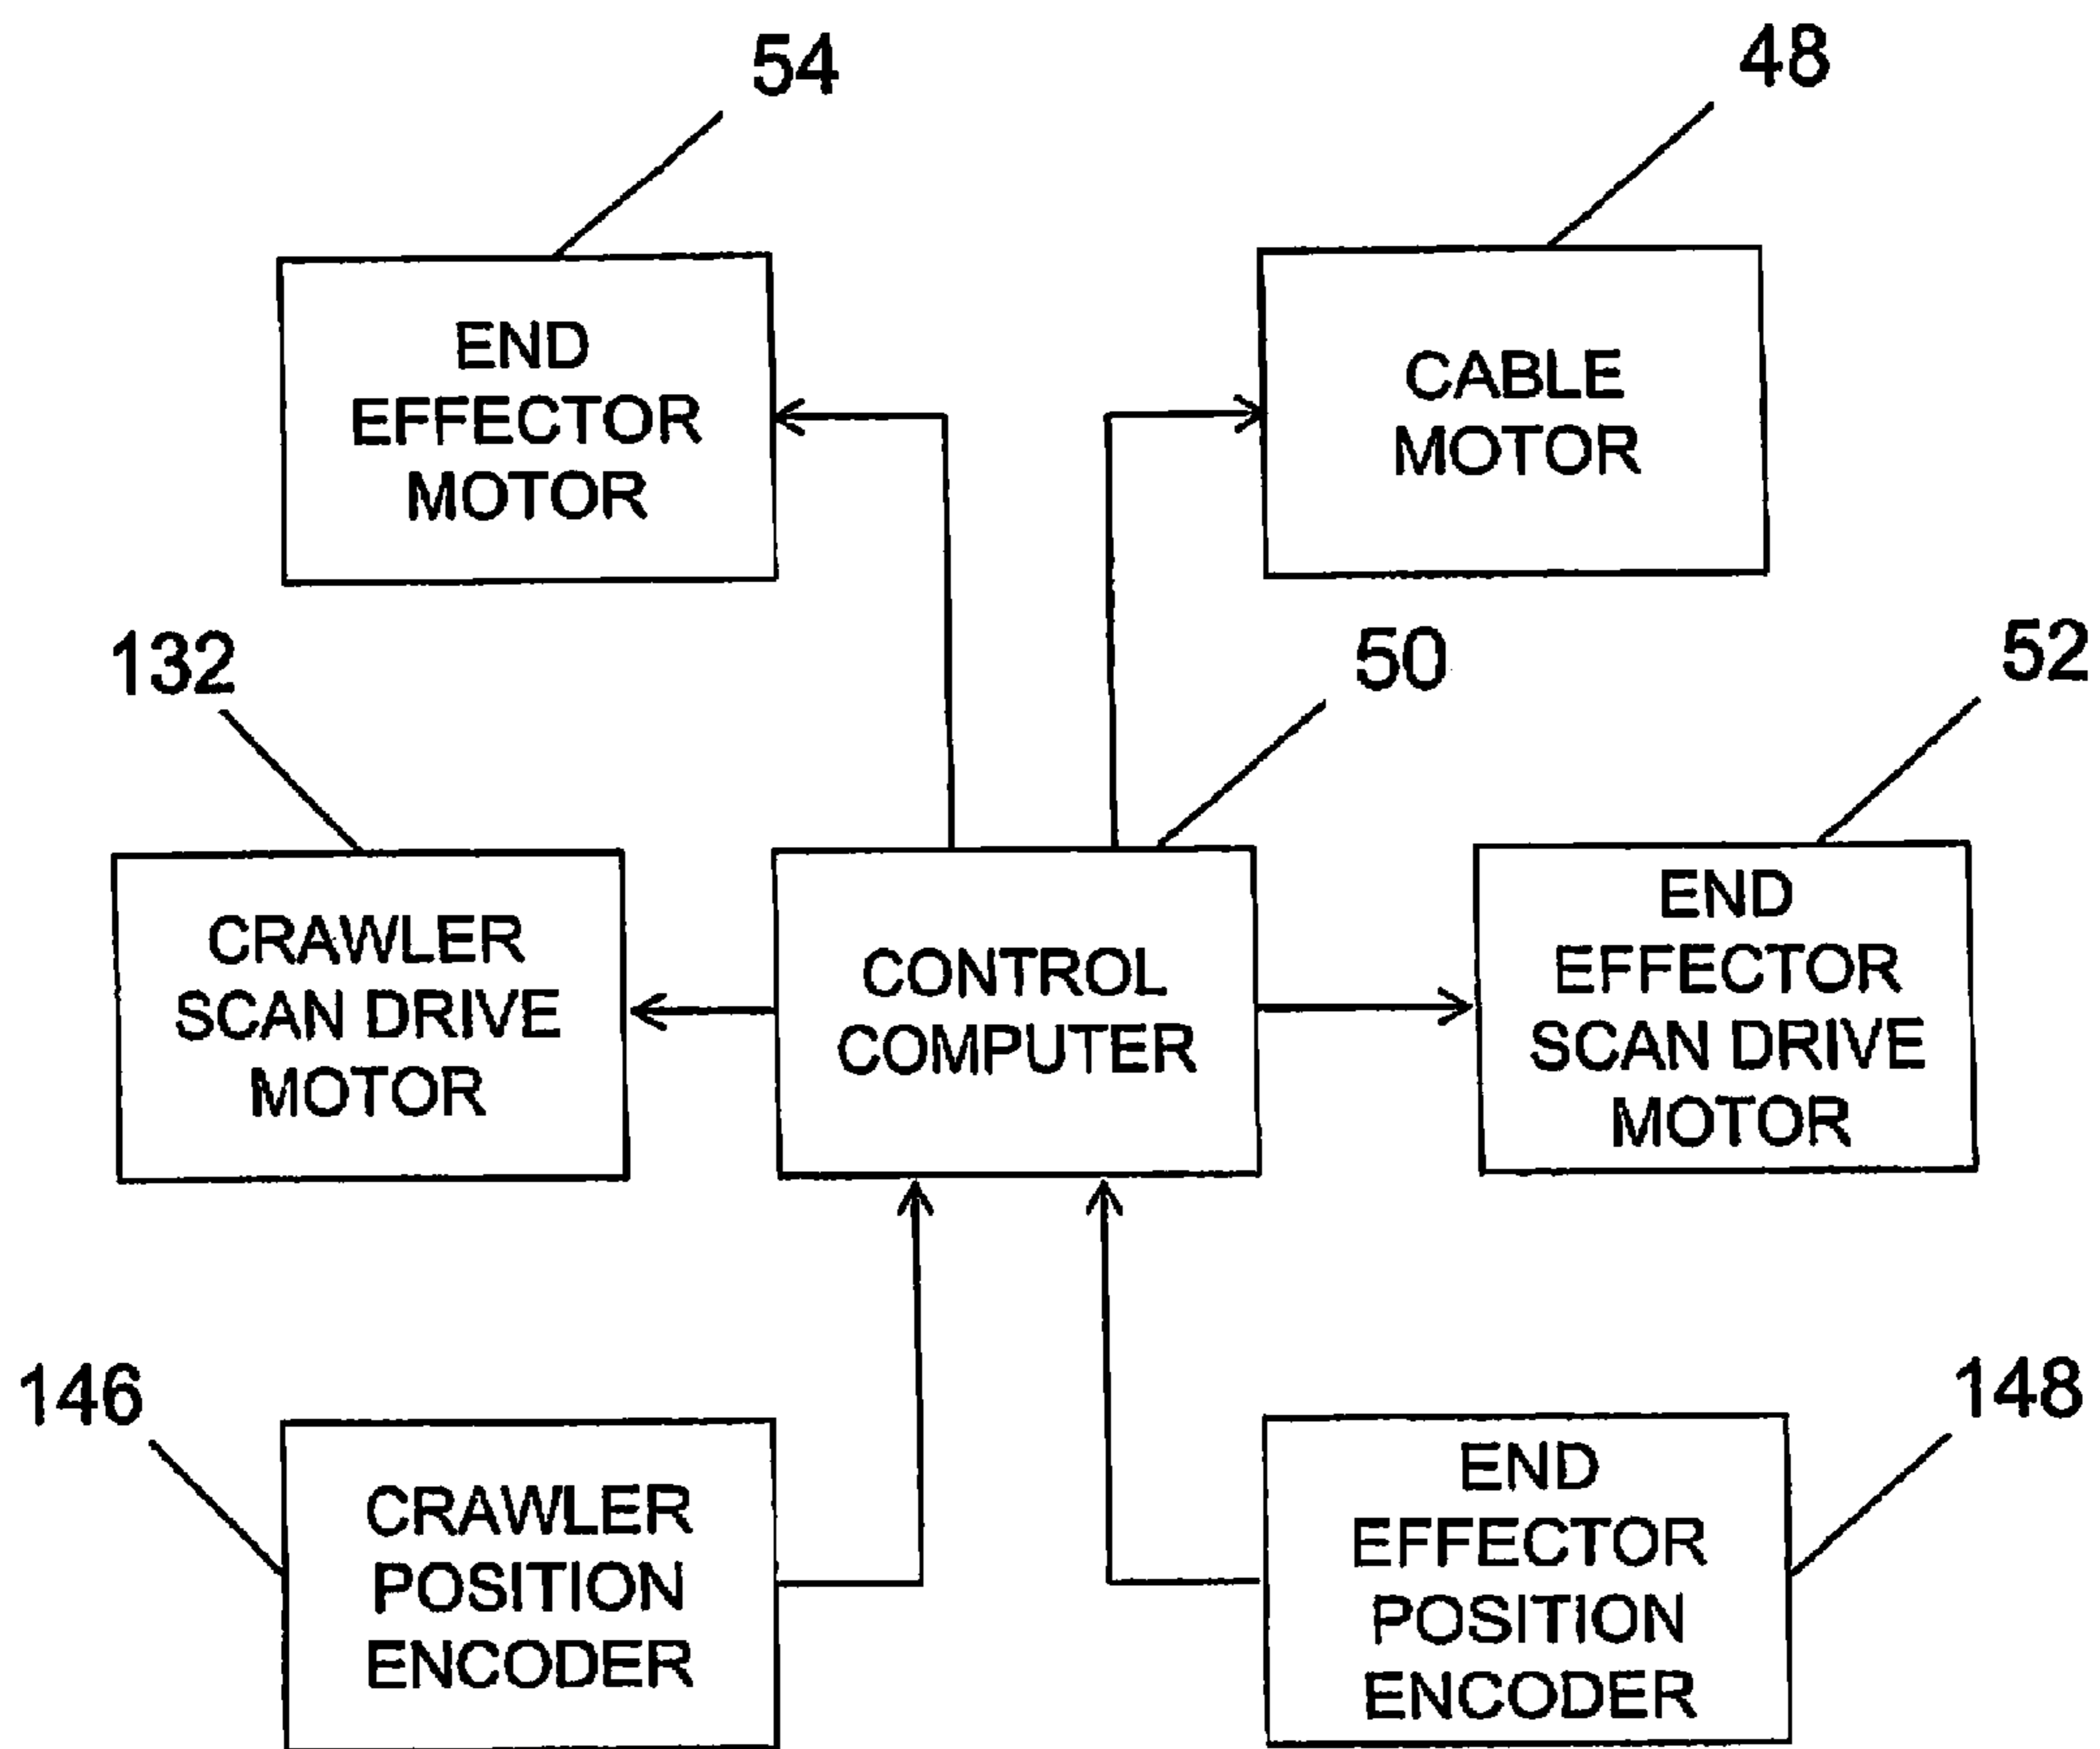 54
48
END
EFFECTOR
MOTOR
CABLE
MOTOR
132
50
52
CRAWLER
SCAN DRIVE
MOTOR
CONTROL
COMPUTER
END
EFFECTOR
SCAN DRIVE
MOTOR
146
148
CRAWLER
POSITION
ENCODER
END
EFFECTOR
POSITION
ENCODER